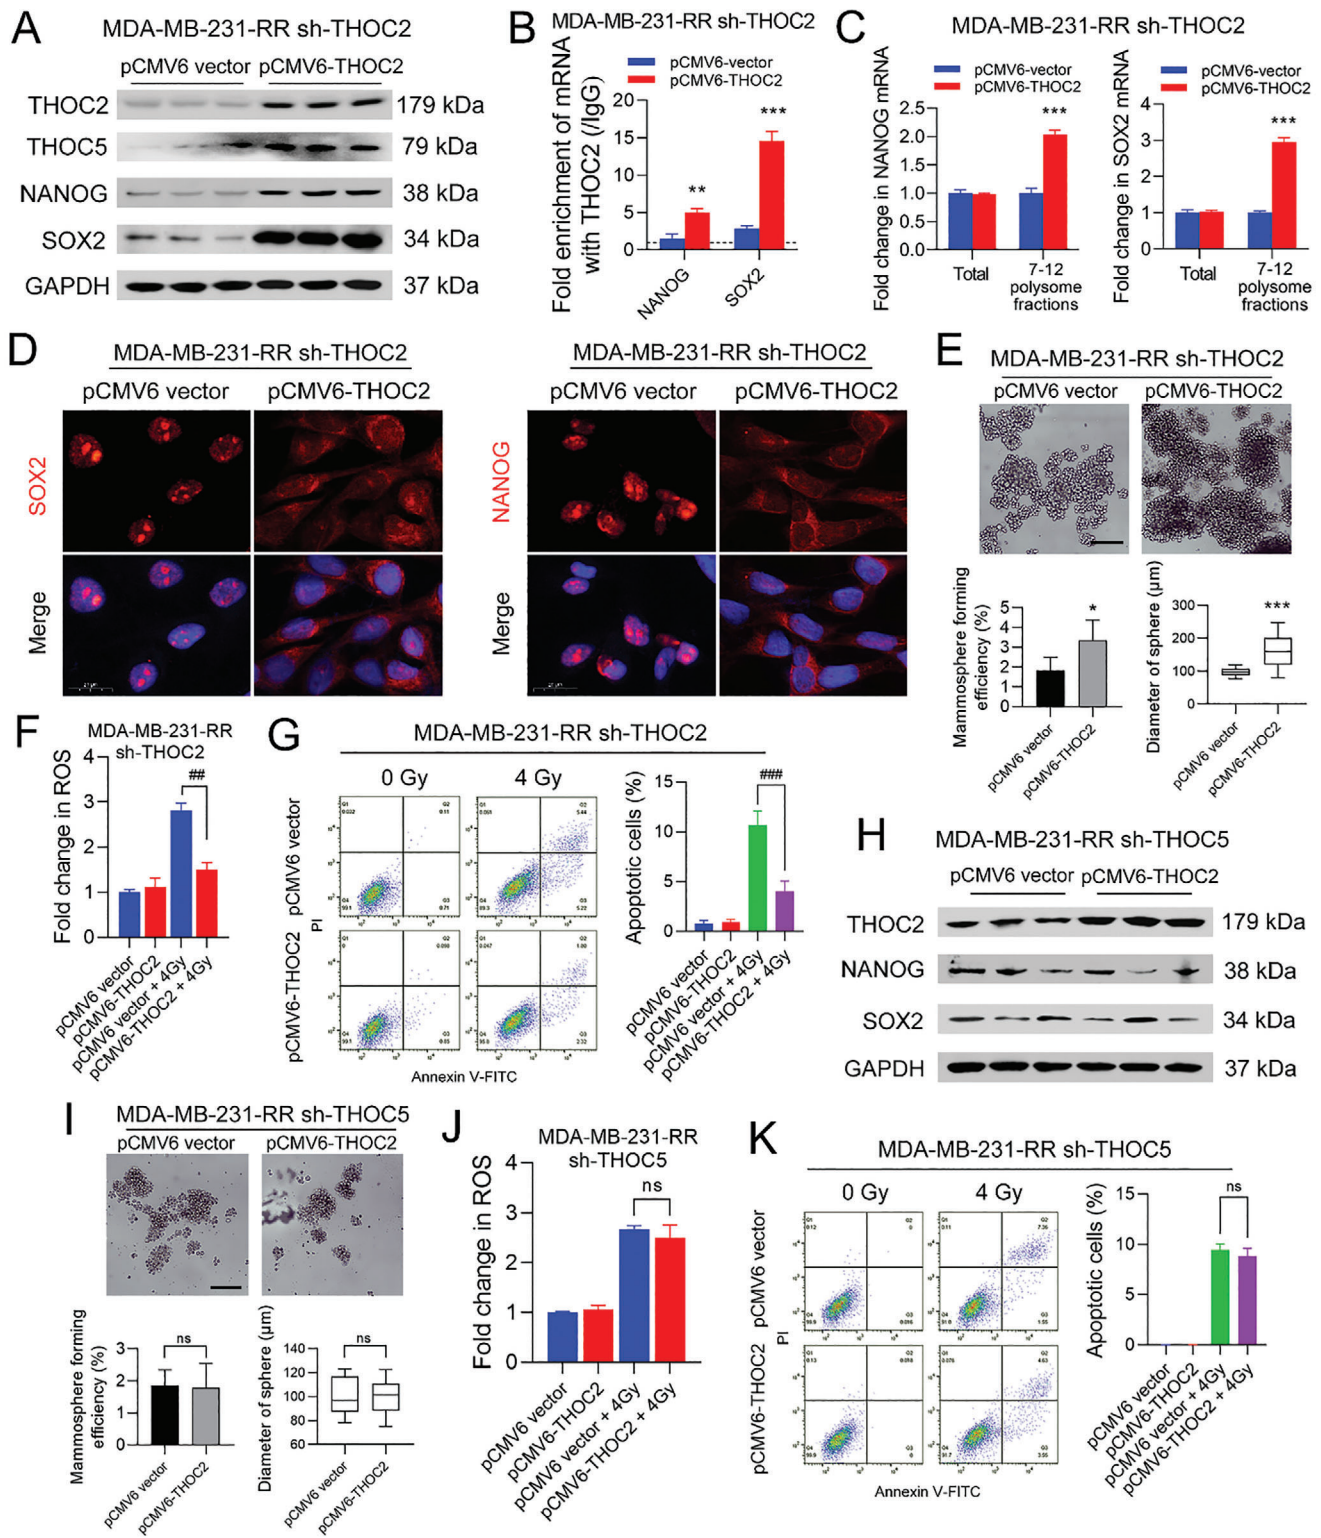 A
MDA-MB-231-RR sh-THOC2
pCMV6 vector pCMV6-THOC2
THOC2 179 kDa
THOC5 79 kDa
NANOG 38 kDa
SOX2 34 kDa
GAPDH 37 kDa
B
MDA-MB-231-RR sh-THOC2
pCMV6-vector
pCMV6-THOC2
Fold enrichment of mRNA
with THOC2 (/IgG)
20
15
10
5
0
**
***
NANOG
SOX2
C
MDA-MB-231-RR sh-THOC2
pCMV6-vector
pCMV6-THOC2
Fold change in NANOG mRNA
2.5
2.0
1.5
1.0
0.5
0.0
***
Total
7-12
polysome
fractions
pCMV6-vector
pCMV6-THOC2
Fold change in SOX2 mRNA
4
3
2
1
0
***
Total
7-12
polysome
fractions
D
MDA-MB-231-RR sh-THOC2
pCMV6 vector pCMV6-THOC2
SOX2
Merge
MDA-MB-231-RR sh-THOC2
pCMV6 vector pCMV6-THOC2
NANOG
Merge
E
MDA-MB-231-RR sh-THOC2
pCMV6 vector pCMV6-THOC2
Mammosphere forming
efficiency (%)
5
4
3
2
1
0
*
pCMV6 vector
pCMV6-THOC2
Diameter of sphere (µm)
300
200
100
0
***
pCMV6 vector
pCMV6-THOC2
F
MDA-MB-231-RR
sh-THOC2
Fold change in ROS
4
3
2
1
0
##
pCMV6 vector
pCMV6-THOC2
pCMV6 vector + 4Gy
pCMV6-THOC2 + 4Gy
G
MDA-MB-231-RR sh-THOC2
0 Gy 4 Gy
pCMV6 vector
pCMV6-THOC2
PI
Annexin V-FITC
Apoptotic cells (%)
15
10
5
0
###
pCMV6 vector
pCMV6-THOC2
pCMV6 vector + 4Gy
pCMV6-THOC2 + 4Gy
H
MDA-MB-231-RR sh-THOC5
pCMV6 vector pCMV6-THOC2
THOC2 179 kDa
NANOG 38 kDa
SOX2 34 kDa
GAPDH 37 kDa
I
MDA-MB-231-RR sh-THOC5
pCMV6 vector pCMV6-THOC2
Mammosphere forming
efficiency (%)
3
2
1
0
ns
pCMV6 vector
pCMV6-THOC2
Diameter of sphere (µm)
140
120
100
80
60
ns
pCMV6 vector
pCMV6-THOC2
J
MDA-MB-231-RR
sh-THOC5
Fold change in ROS
4
3
2
1
0
ns
pCMV6 vector
pCMV6-THOC2
pCMV6 vector + 4Gy
pCMV6-THOC2 + 4Gy
K
MDA-MB-231-RR sh-THOC5
0 Gy 4 Gy
pCMV6 vector
pCMV6-THOC2
PI
Annexin V-FITC
Apoptotic cells (%)
15
10
5
0
ns
pCMV6 vector
pCMV6-THOC2
pCMV6 vector + 4Gy
pCMV6-THOC2 + 4Gy